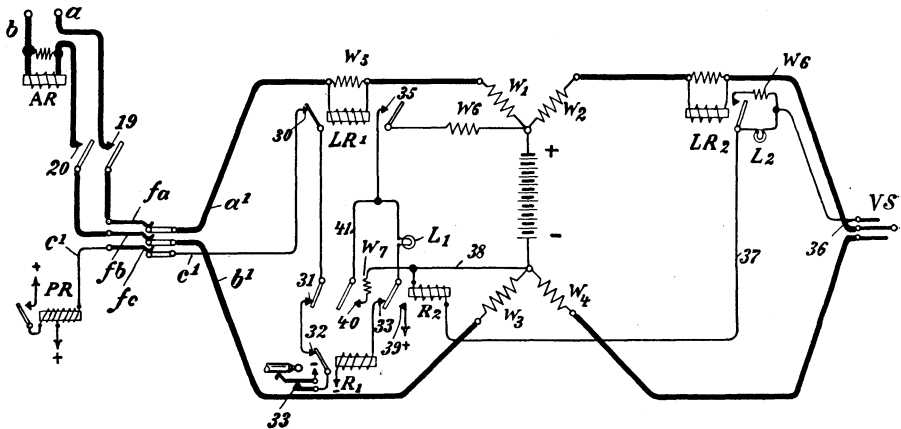 b a
AR
20 19
fa
fb
fc
c¹
PR
+
+
a¹
c¹
b¹
W5
30
LR1
35
W6
W1
W2
+
-
41
W7
L1
38
31
40
33
39
+
R2
32
33
R1
-
-
W3
W4
LR2
W6
L2
37
VS
36